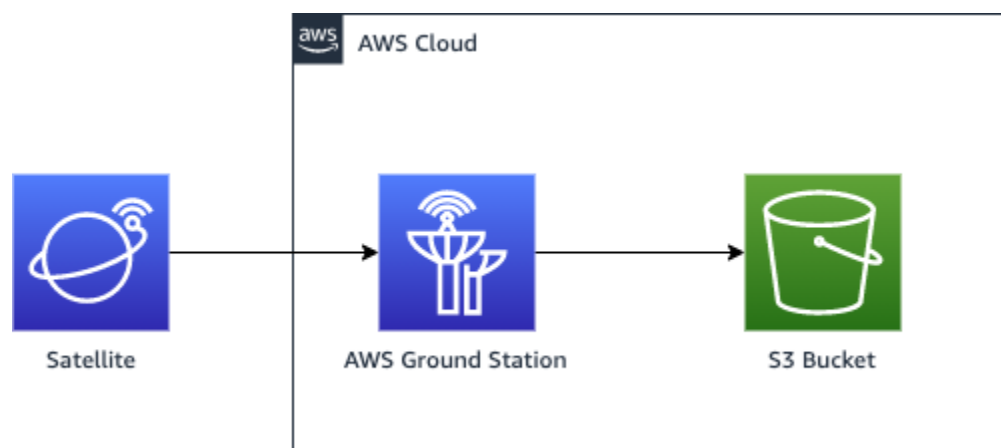 aws
AWS Cloud
Satellite
AWS Ground Station
S3 Bucket